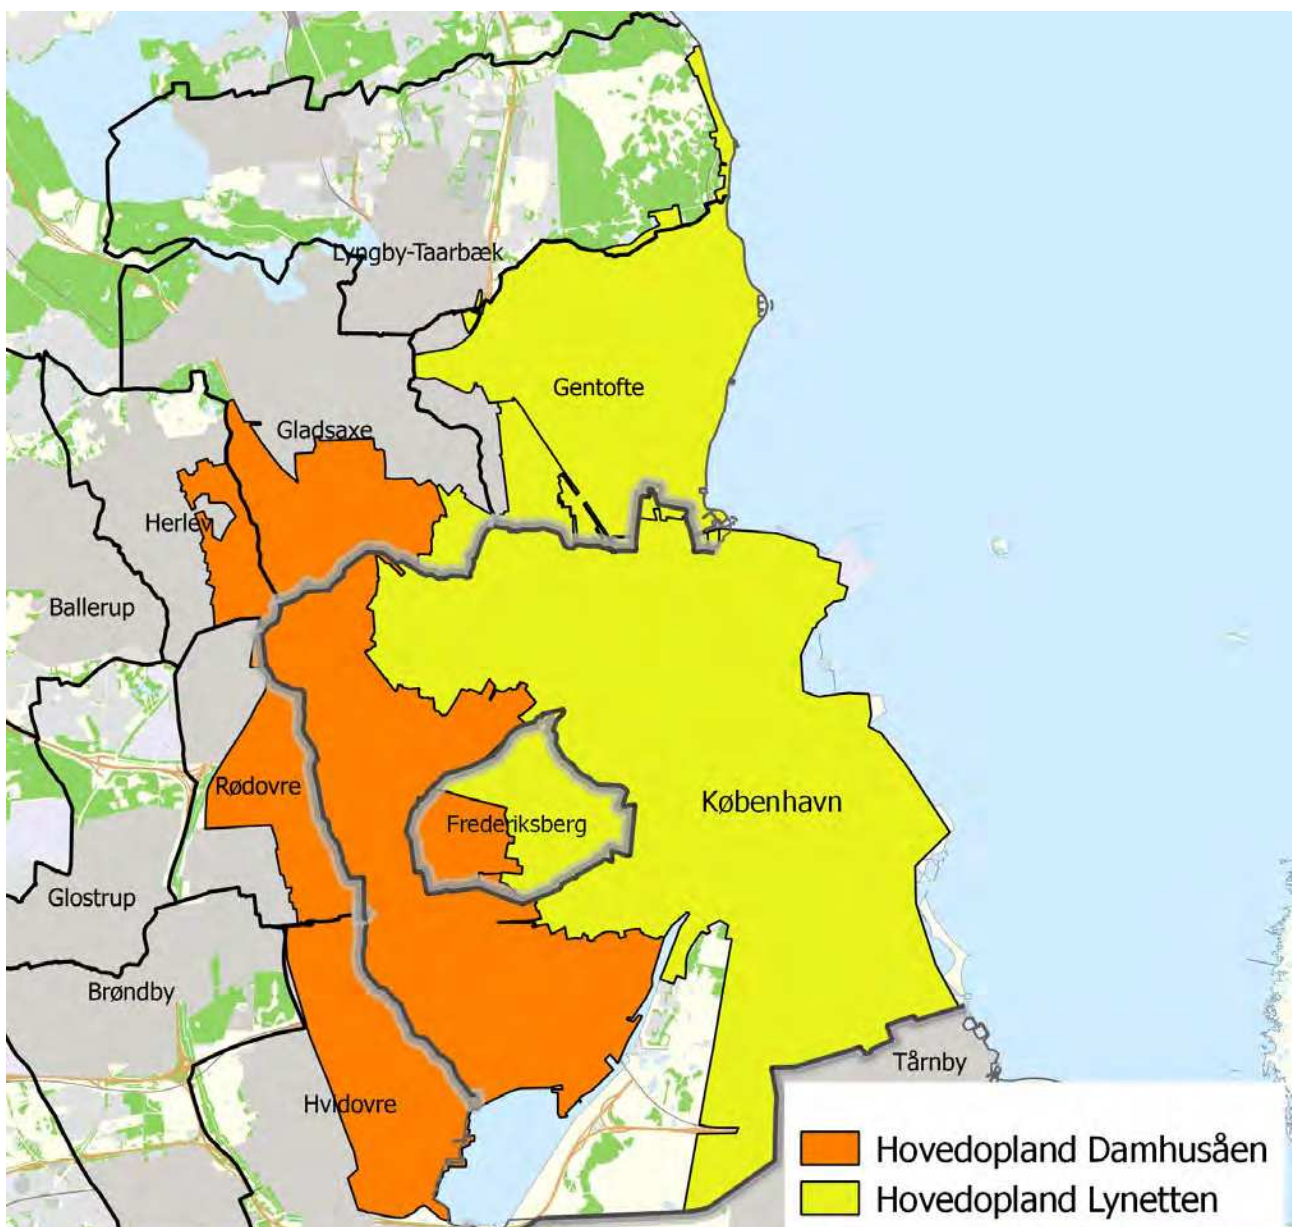 Lyngby-Taarbæk
Gentofte
Gladsaxe
Herlev
Ballerup
Rødovre
København
Frederiksberg
Glostrup
Brøndby
Tårnby
Hvidovre
Hovedopland Damhusåen
Hovedopland Lynetten